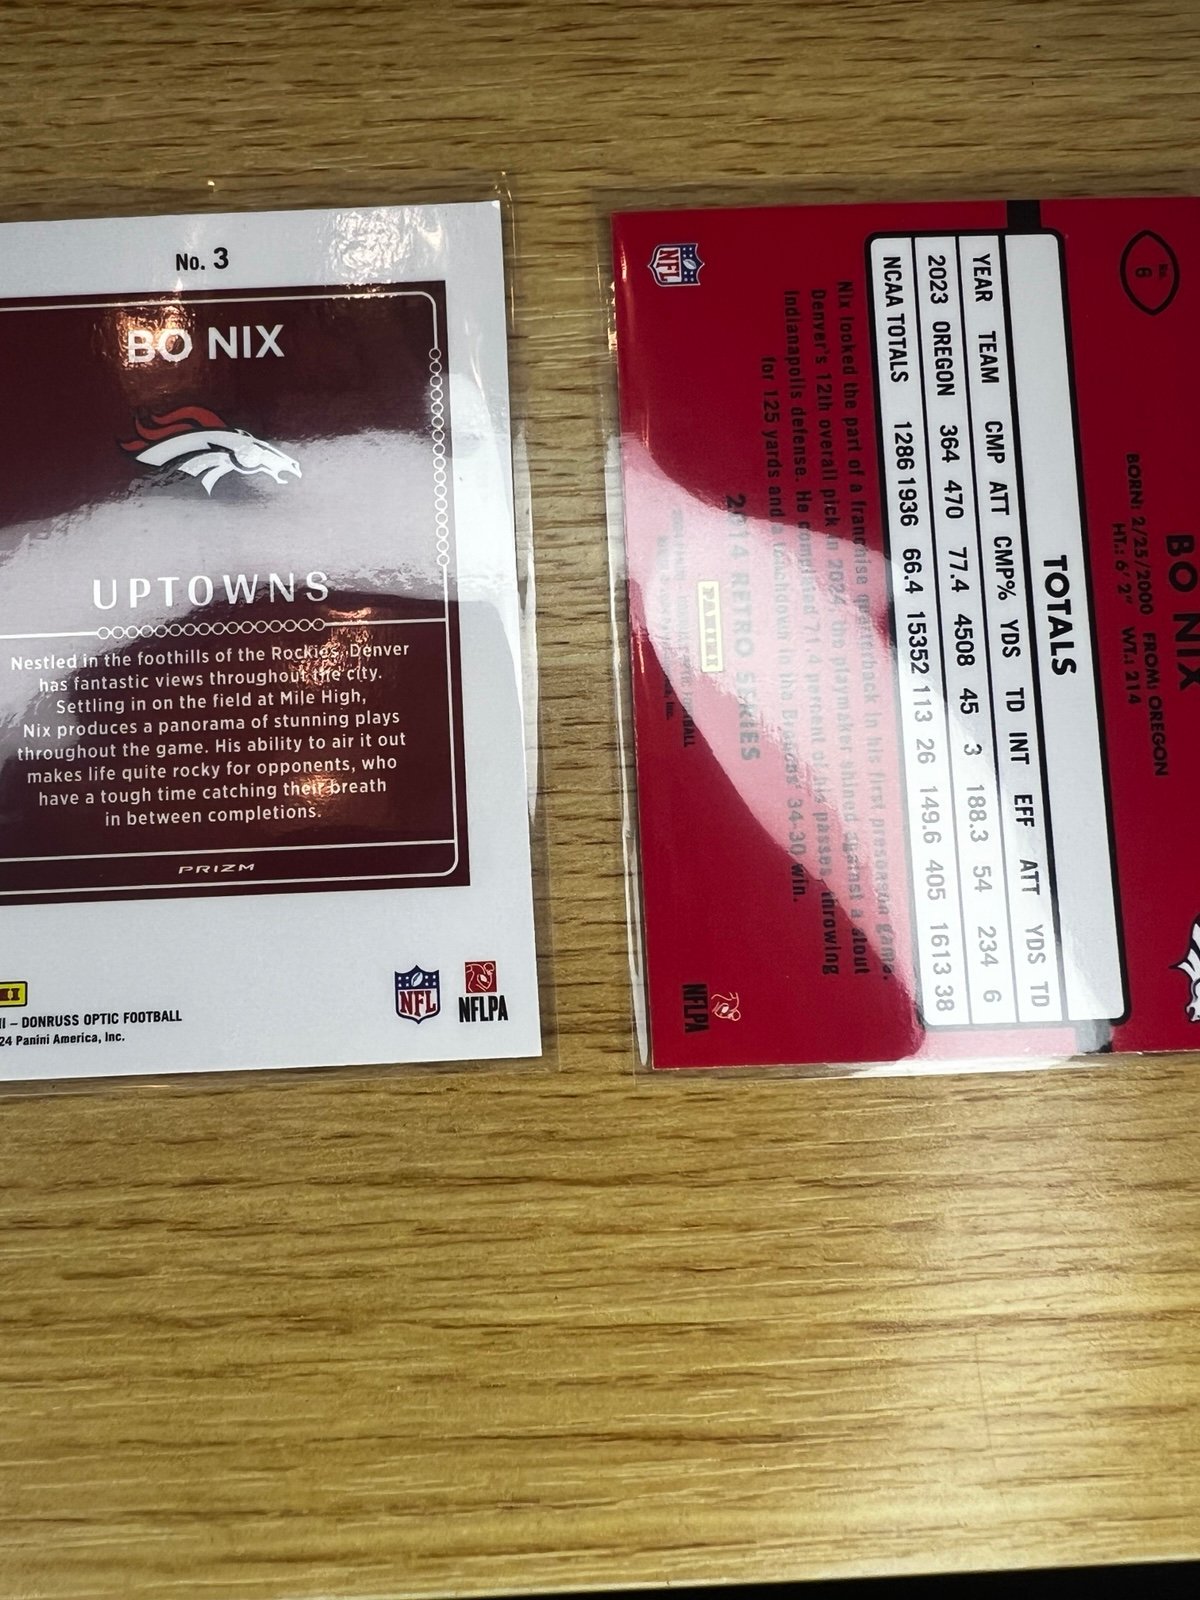 No. 3
BO NIX
UPTOWNS
Nestled in the foothills of the Rockies, Denver
has fantastic views throughout the city.
Settling in on the field at Mile High,
Nix produces a panorama of stunning plays
throughout the game. His ability to air it out
makes life quite rocky for opponents, who
have a tough time catching their breath
in between completions.
PRIZM
NFL
NFLPA
I – DONRUSS OPTIC FOOTBALL
24 Panini America, Inc.
No.
BO NIX
BORN: 2/25/2000 FROM: OREGON
HT.: 6' 2" WT.: 214
TOTALS
YEAR TEAM CMP ATT CMP% YDS TD INT EFF ATT YDS TD
2023 OREGON 364 470 77.4 4508 45 3 188.3 54 234 6
NCAA TOTALS 1286 1936 66.4 15352 113 26 149.6 405 1613 38
Nix looked the part of a franchise quarterback in his first preseason game.
Denver's 12th overall pick in 2024, the playmaker shined against a stout
Indianapolis defense. He completed of his passes, throwing
for 125 yards and a the Broncos' 34-30 win.
RETRO SERIES
PANINI
FOOTBALL
Inc.
NFL
NFLPA